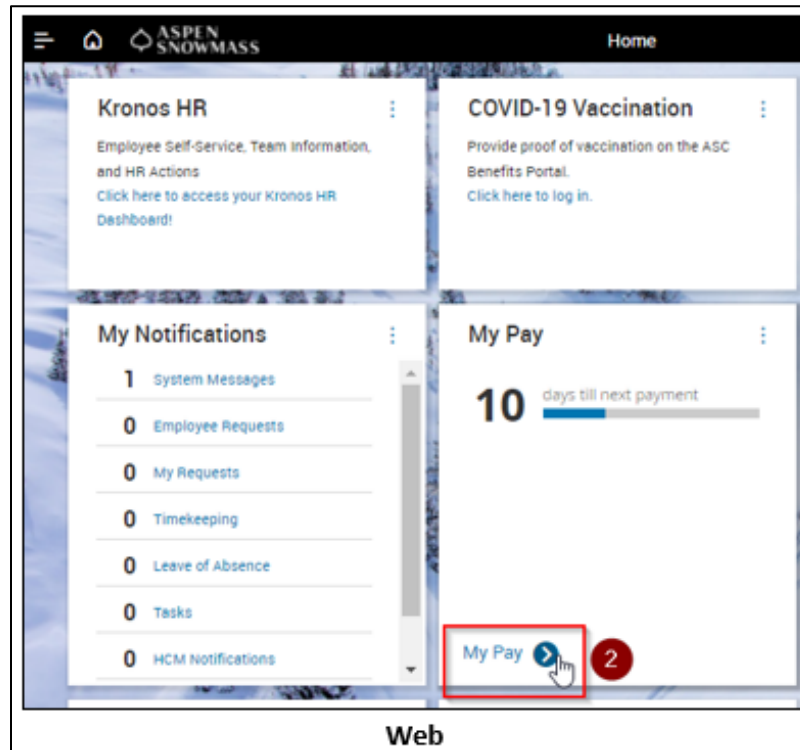 ASPEN
SNOWMASS
Home
Kronos HR
Employee Self-Service, Team Information,
and HR Actions
Click here to access your Kronos HR
Dashboard!
COVID-19 Vaccination
Provide proof of vaccination on the ASC
Benefits Portal.
Click here to log in.
My Notifications
1 System Messages
0 Employee Requests
0 My Requests
0 Timekeeping
0 Leave of Absence
0 Tasks
0 HCM Notifications
My Pay
10 days till next payment
My Pay
2
Web